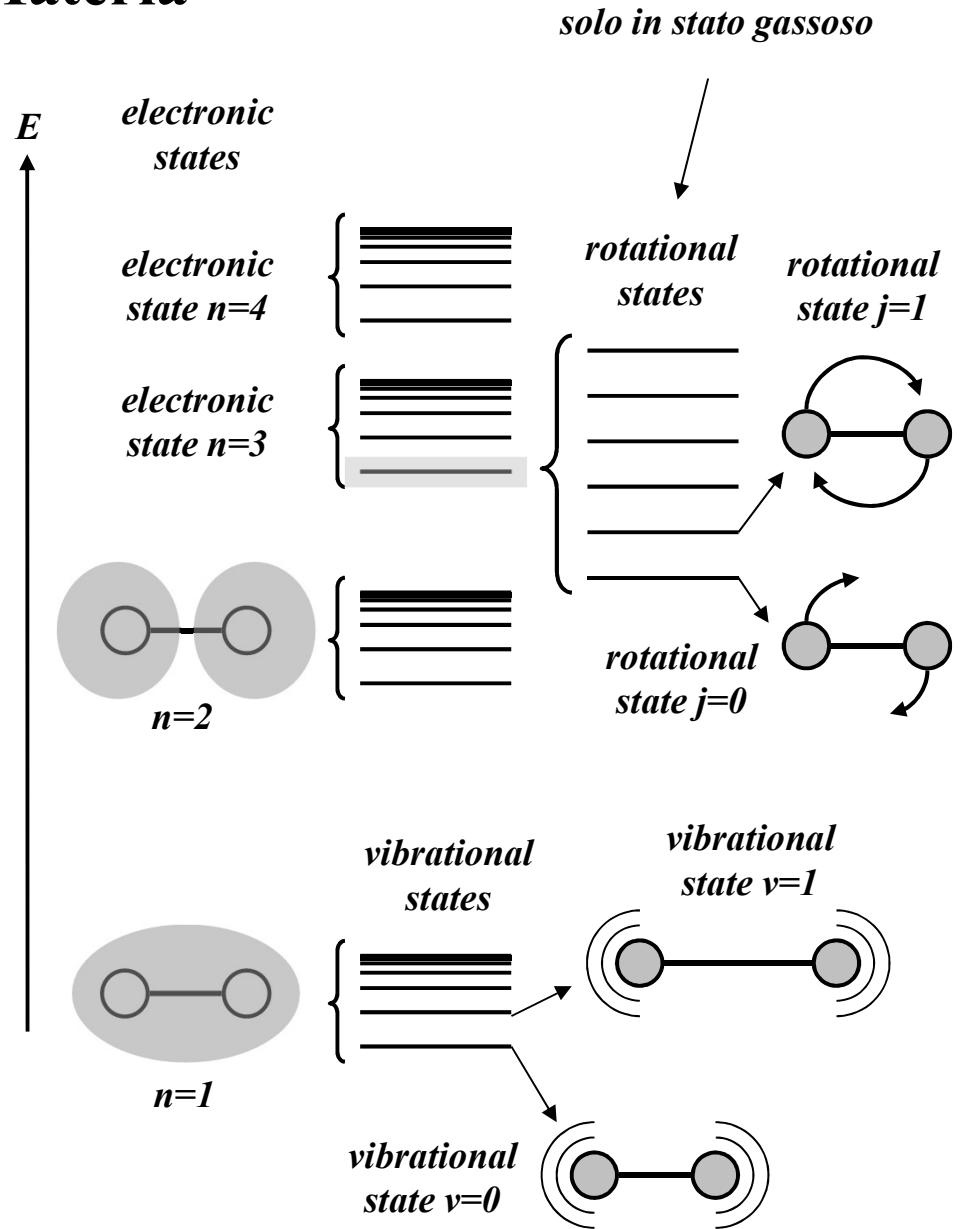 solo in stato gassoso
E
electronic
states
electronic
state n=4
rotational
states
rotational
state j=1
electronic
state n=3
rotational
state j=0
n=2
vibrational
states
vibrational
state v=1
n=1
vibrational
state v=0